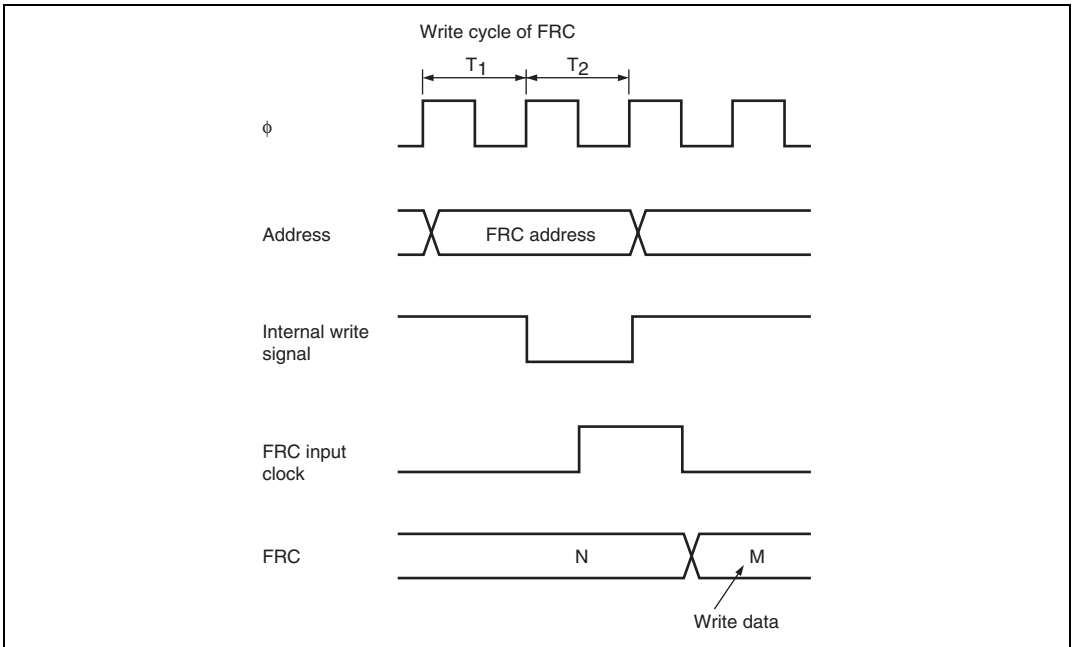 Write cycle of FRC
T1
T2
ϕ
Address
FRC address
Internal write
signal
FRC input
clock
FRC
N
M
Write data